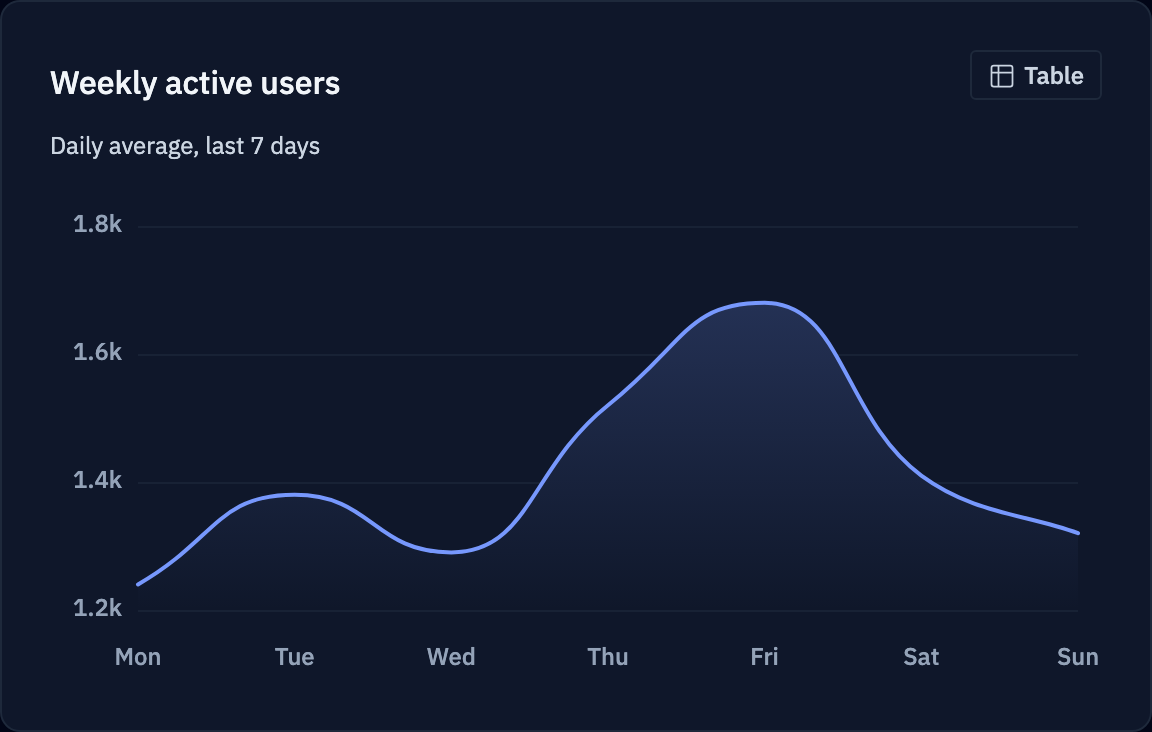 Weekly active users
Table
Daily average, last 7 days
1.8k
1.6k
1.4k
1.2k
Mon Tue Wed Thu Fri Sat Sun